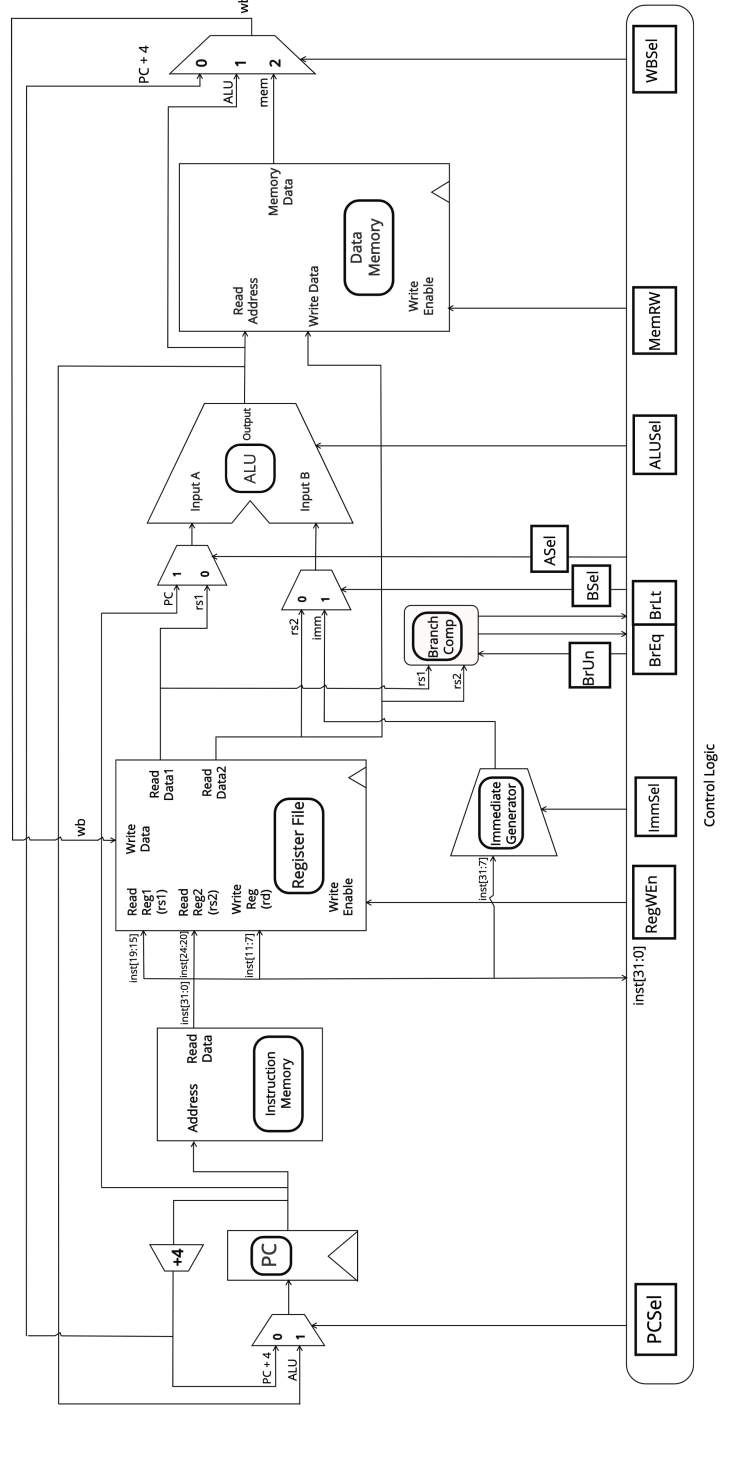 PC + 4
ALU
0
1
PCSel
+4
PC
Address
Read
Data
Instruction
Memory
inst[31:0]
inst[19:15]
inst[24:20]
inst[11:7]
inst[31:7]
inst[31:0]
wb
Read
Reg1
(rs1)
Read
Reg2
(rs2)
Write
Reg
(rd)
Write
Enable
Write
Data
Register File
Read
Data1
Read
Data2
RegWEn
Immediate
Generator
ImmSel
rs1
rs2
Branch
Comp
BrUn
BrEq
BrLt
PC
rs1
1
0
rs2
imm
0
1
BSel
ASel
Input A
Input B
ALU
Output
ALUSel
Read
Address
Write Data
Write
Enable
Data
Memory
Memory
Data
MemRW
PC + 4
ALU
mem
0
1
2
WBSel
Control Logic